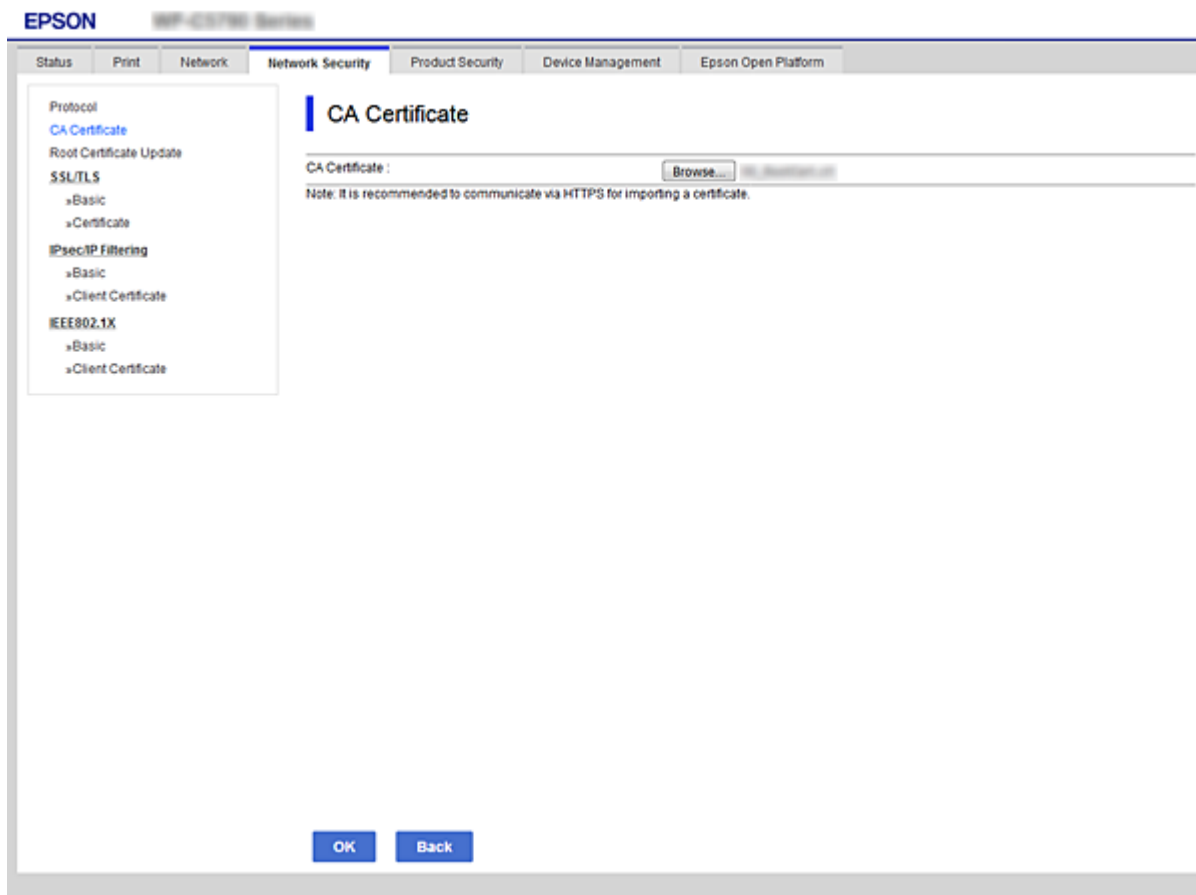 EPSON
Status Print Network Network Security Product Security Device Management Epson Open Platform
Protocol
CA Certificate
Root Certificate Update
SSL/TLS
»Basic
»Certificate
IPsec/IP Filtering
»Basic
»Client Certificate
IEEE802.1X
»Basic
»Client Certificate
CA Certificate
CA Certificate : Browse...
Note: It is recommended to communicate via HTTPS for importing a certificate.
OK Back